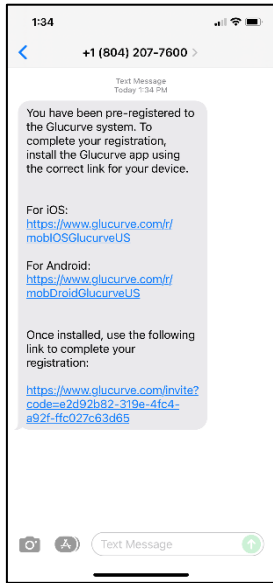 1:34
+1 (804) 207-7600 >
Text Message
Today 1:34 PM
You have been pre-registered to
the Glucurve system. To
complete your registration,
install the Glucurve app using
the correct link for your device.
For iOS:
https://www.glucurve.com/r/
mobIOSGlucurveUS
For Android:
https://www.glucurve.com/r/
mobDroidGlucurveUS
Once installed, use the following
link to complete your
registration:
https://www.glucurve.com/invite?
code=e2d92b82-319e-4fc4-
a92f-ffc027c63d65
Text Message